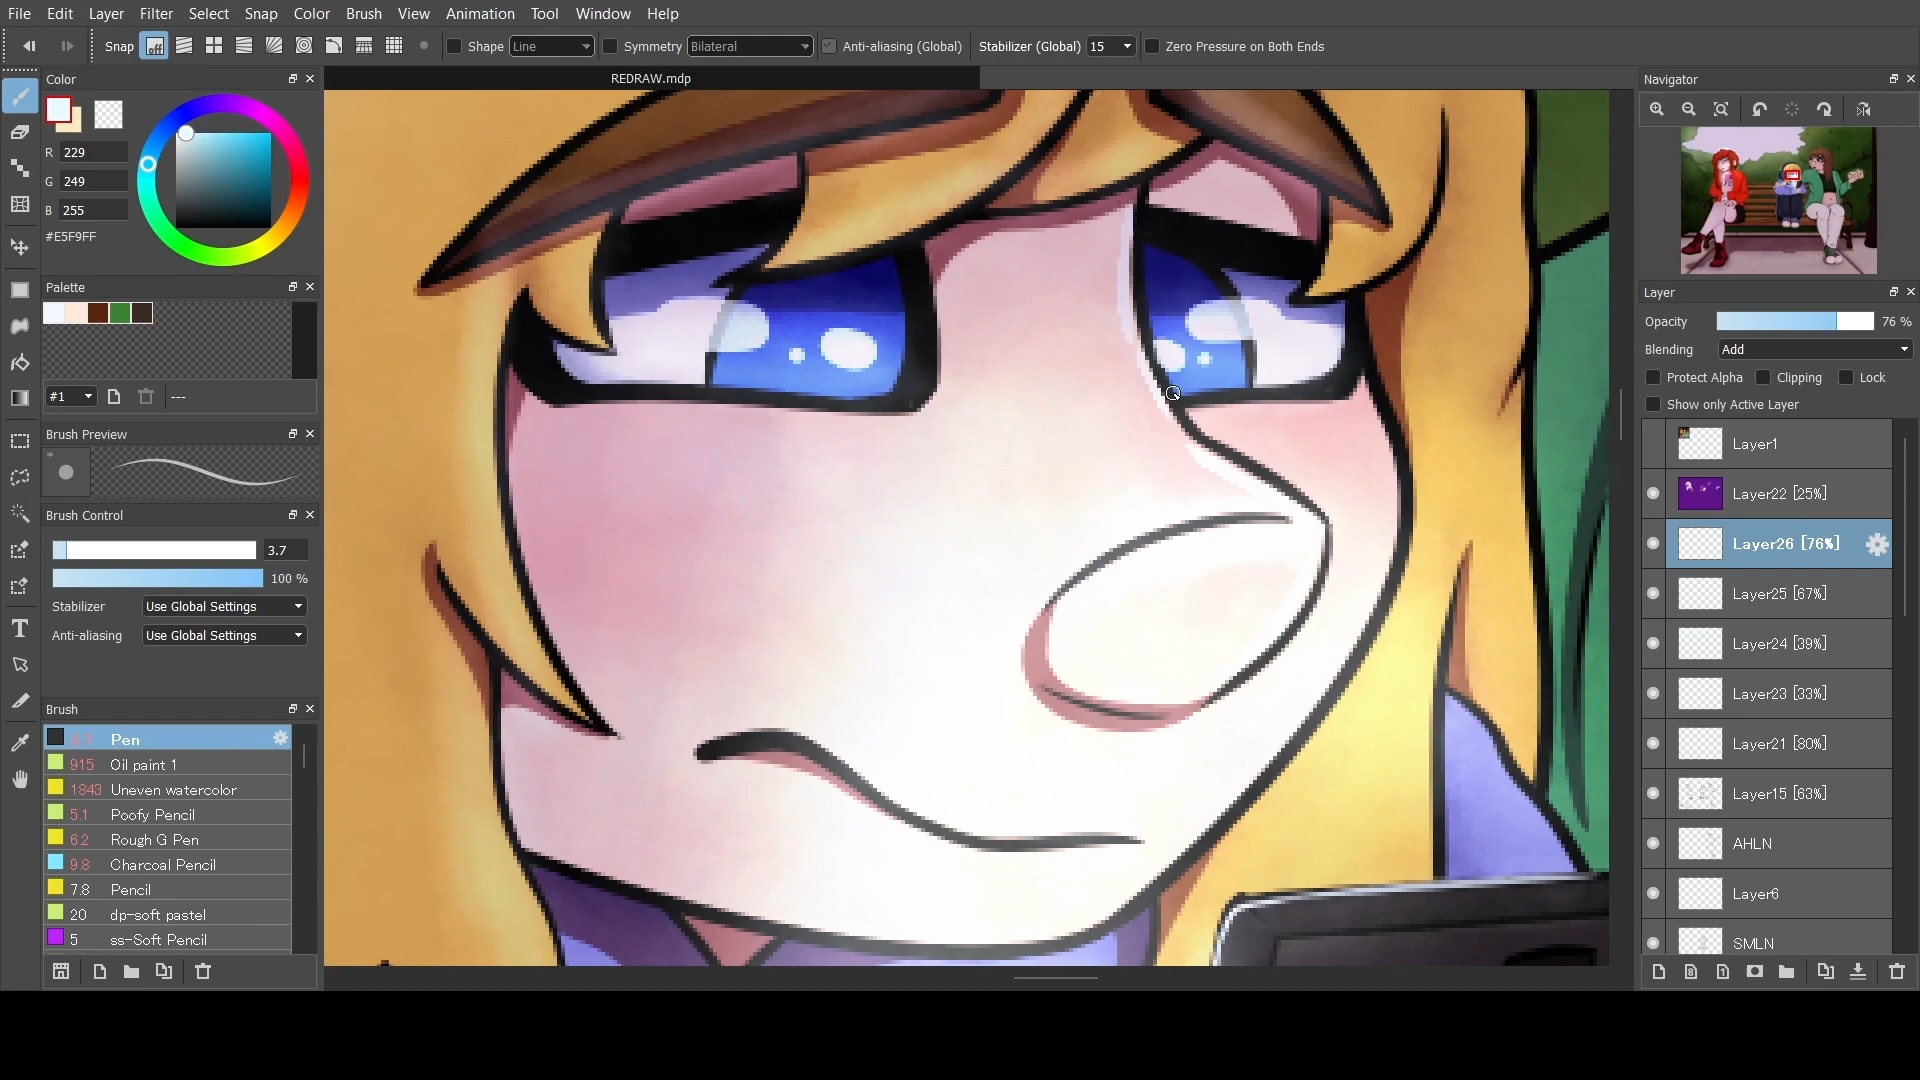 File Edit Layer Filter Select Snap Color Brush View Animation Tool Window Help
Snap off Shape Line Symmetry Bilateral Anti-aliasing (Global) Stabilizer (Global) 15 Zero Pressure on Both Ends
Color
REDRAW.mdp
Navigator
R 229
G 249
B 255
#E5F9FF
Palette
#1 ---
Brush Preview
*
Brush Control
3.7
100 %
Stabilizer Use Global Settings
Anti-aliasing Use Global Settings
Brush
3.7 Pen
915 Oil paint 1
1843 Uneven watercolor
5.1 Poofy Pencil
6.2 Rough G Pen
9.8 Charcoal Pencil
7.8 Pencil
20 dp-soft pastel
5 ss-Soft Pencil
Layer
Opacity 76 %
Blending Add
Protect Alpha Clipping Lock
Show only Active Layer
Layer1
Layer22 [25%]
Layer26 [76%]
Layer25 [67%]
Layer24 [39%]
Layer23 [33%]
Layer21 [80%]
Layer15 [63%]
AHLN
Layer6
SMLN